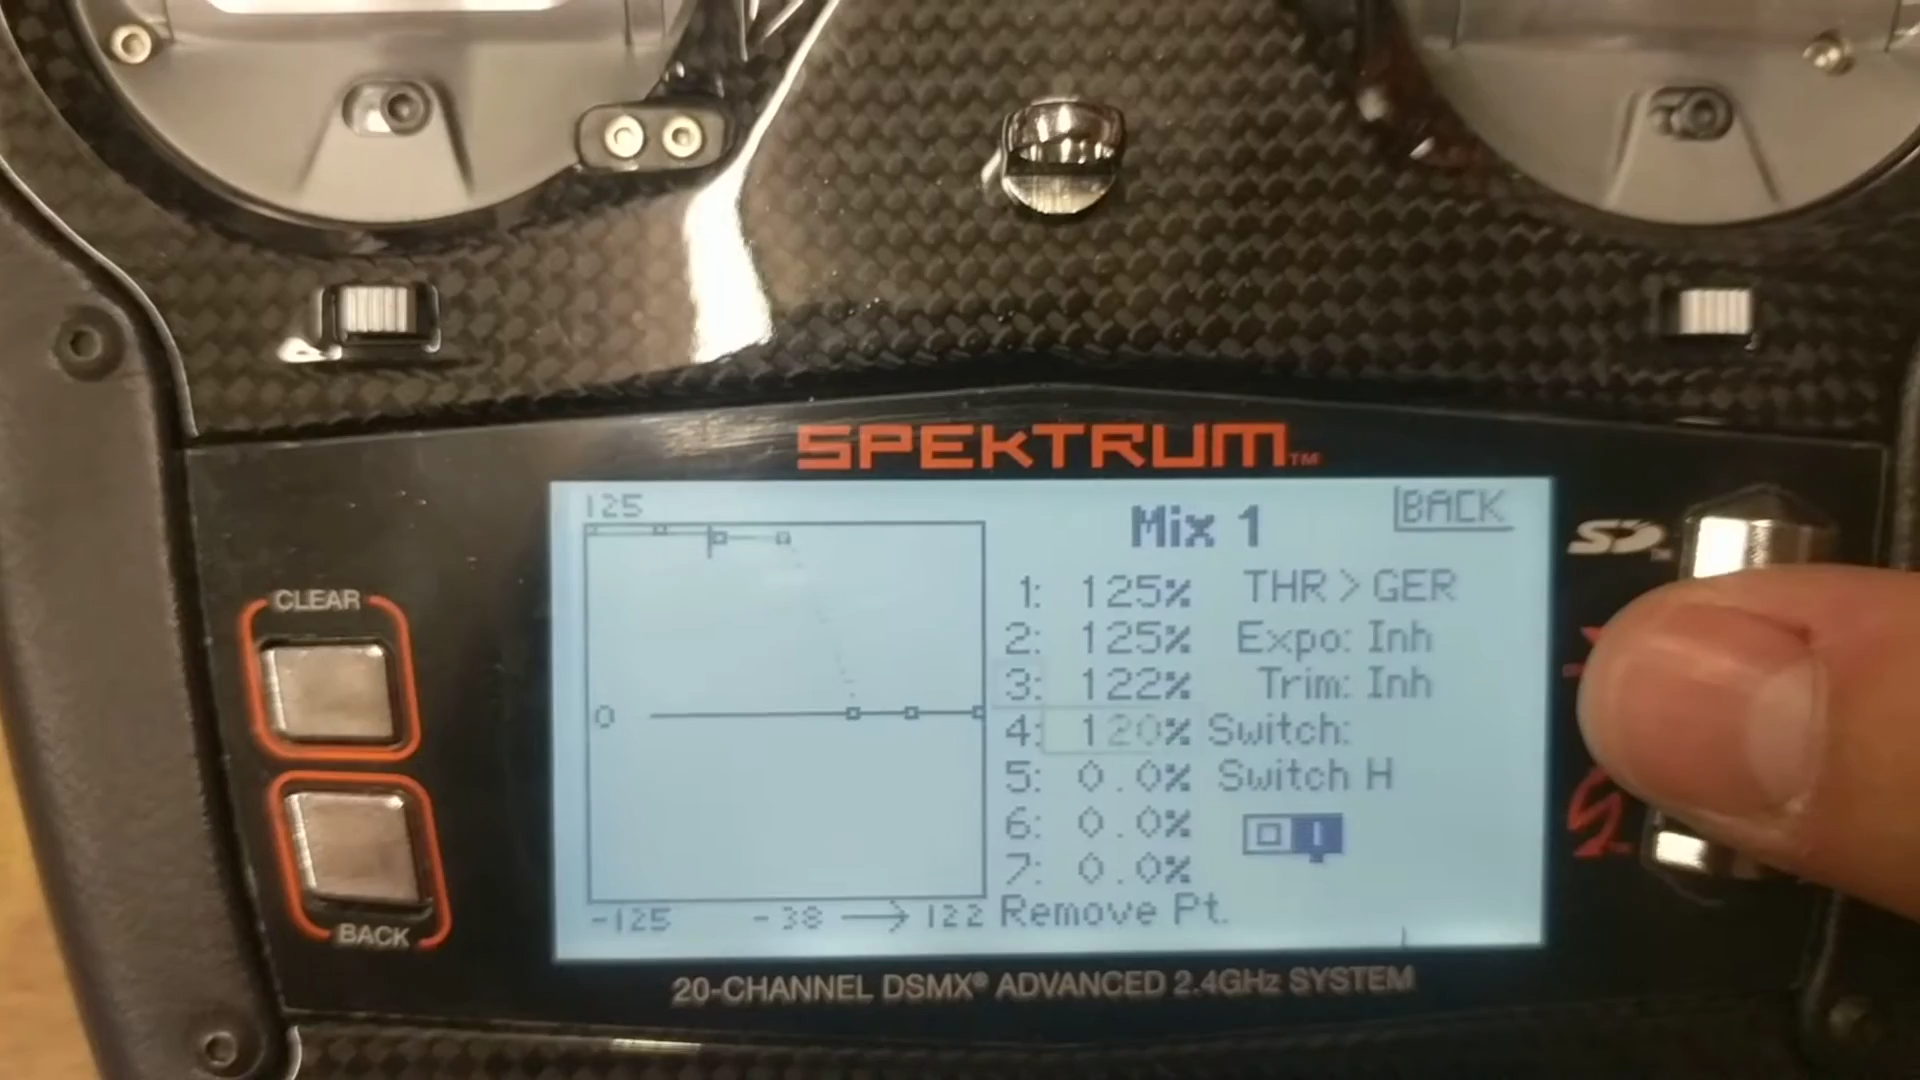 SPEKTRUM™
125
0
-125 -38 → 122
Mix 1
BACK
1: 125% THR > GER
2: 125% Expo: Inh
3: 122% Trim: Inh
4: 120% Switch:
5: 0.0% Switch H
6: 0.0%
7: 0.0%
Remove Pt.
CLEAR
BACK
SD
20-CHANNEL DSMX® ADVANCED 2.4GHz SYSTEM